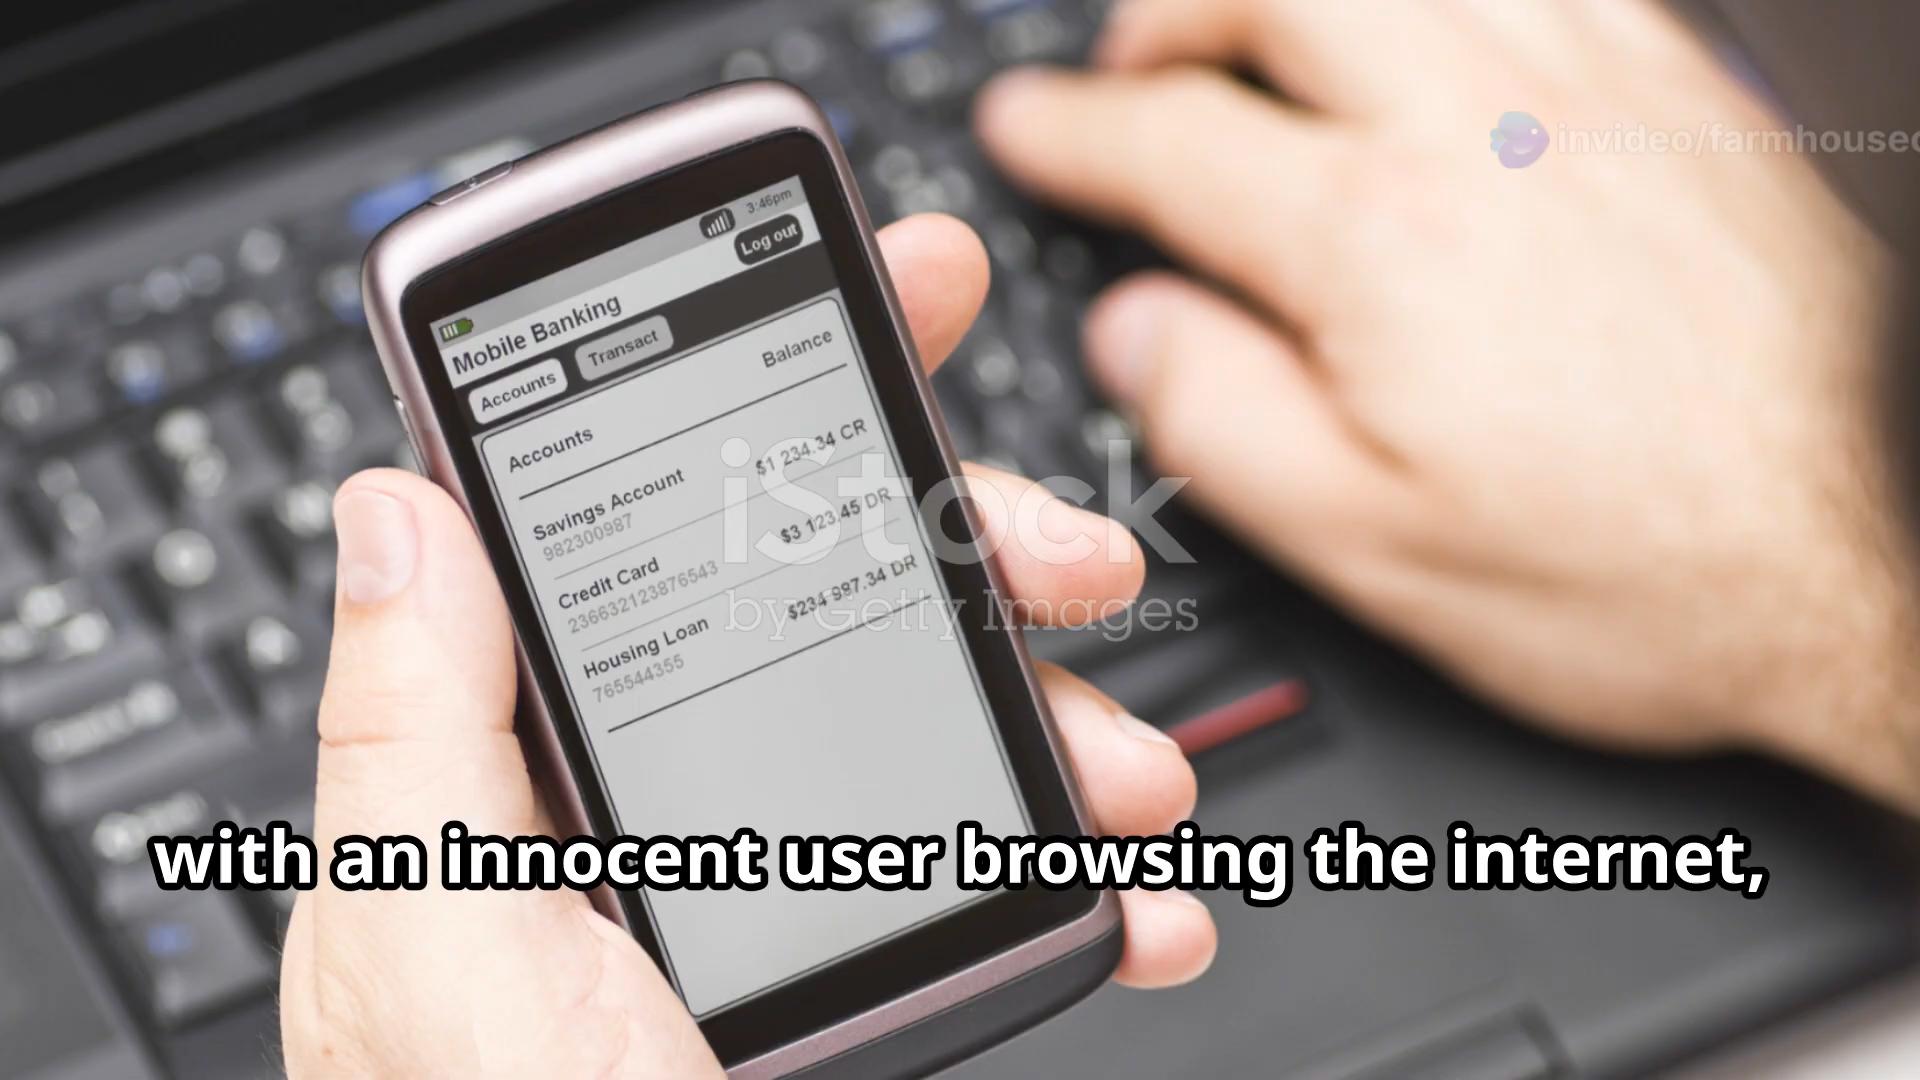 invideo/farmhousec
3:46pm
Log out
Mobile Banking
Accounts
Transact
Accounts
Balance
Savings Account
$1 234.34 CR
982300987
Credit Card
$3 123.45 DR
236632123876543
Housing Loan
$234 987.34 DR
765544355
iStock
by Getty Images
with an innocent user browsing the internet,